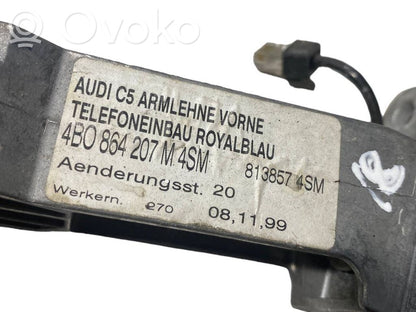 AUDI C5 ARMLEHNE VORNE
TELEFONEINBAU ROYALBLAU
4B0 864 207 M 4SM
813857 4SM
Aenderungsst. 20
Werkern. 270 08,11,99
OVOKO